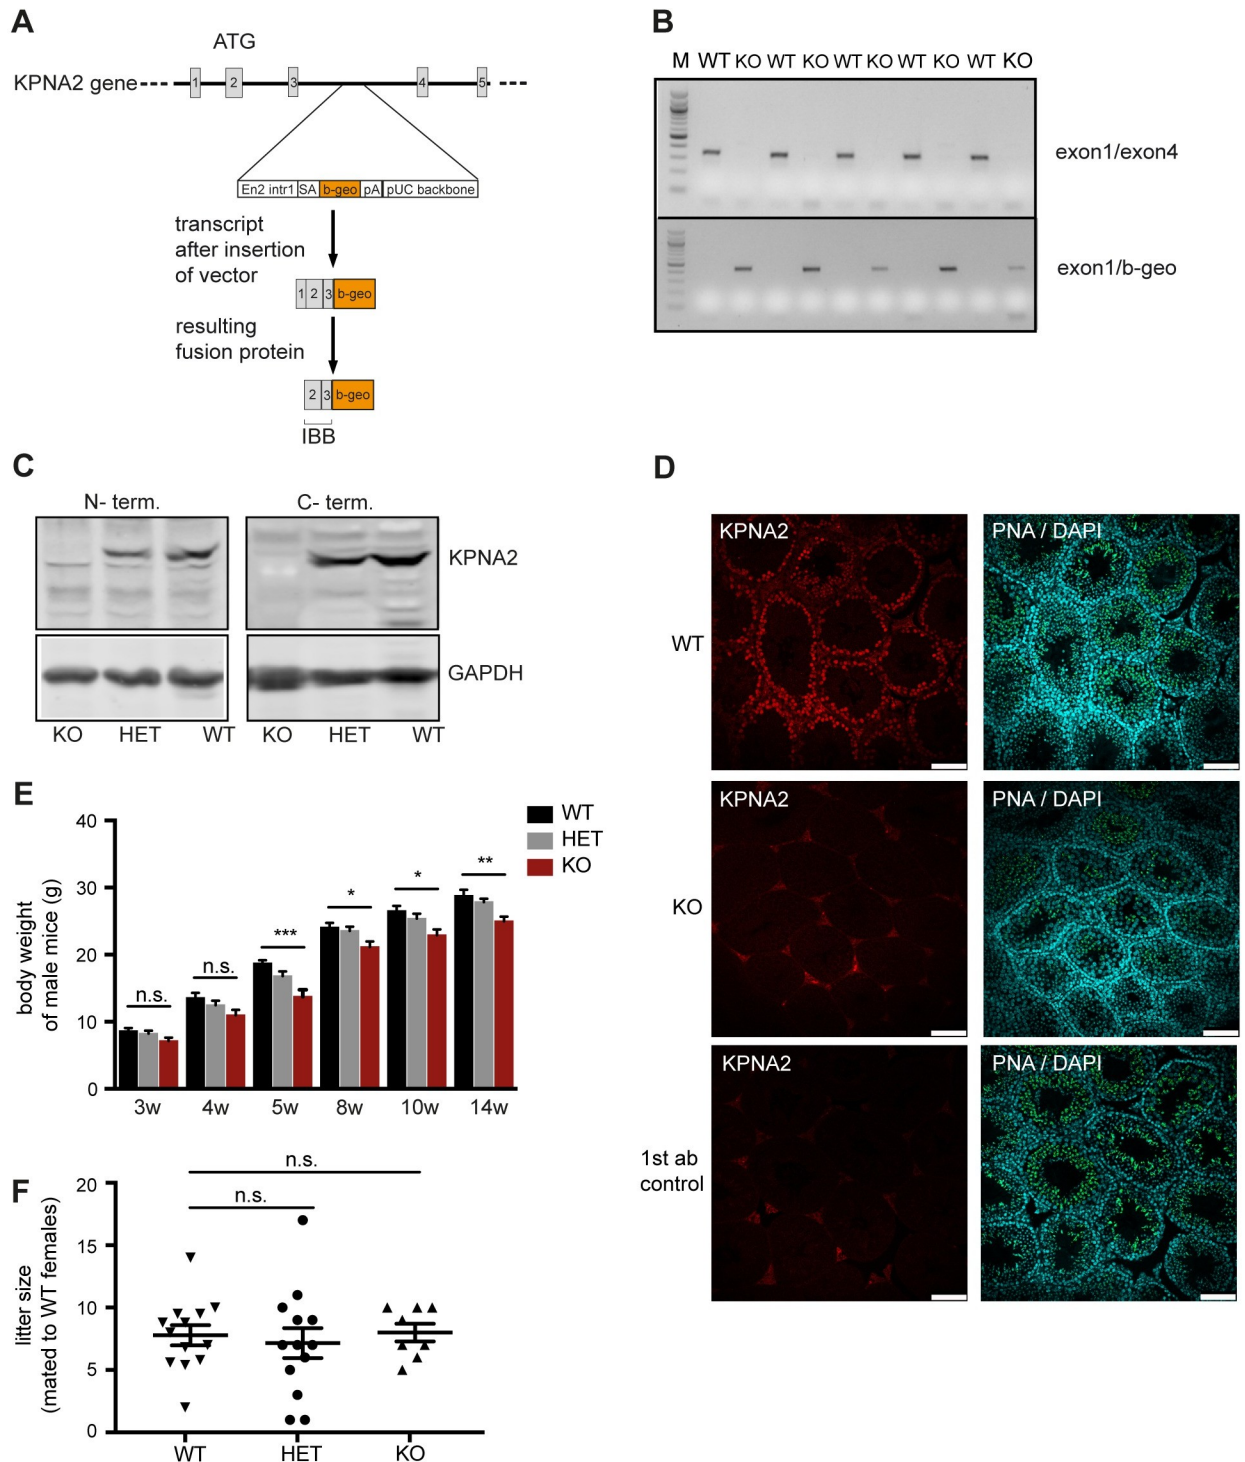 A
ATG
KPNA2 gene
1 2 3 4 5
En2 intr1 SA b-geo pA pUC backbone
transcript
after insertion
of vector
1 2 3 b-geo
resulting
fusion protein
2 3 b-geo
IBB
B
M WT KO WT KO WT KO WT KO WT KO
exon1/exon4
exon1/b-geo
C
N- term. C- term.
KPNA2
GAPDH
KO HET WT KO HET WT
D
KPNA2 PNA / DAPI
WT
KPNA2 PNA / DAPI
KO
KPNA2 PNA / DAPI
1st ab
control
E
body weight
of male mice (g)
40
30
20
10
0
n.s. n.s. *** * * **
3w 4w 5w 8w 10w 14w
WT
HET
KO
F
litter size
(mated to WT females)
20
15
10
5
0
n.s.
n.s.
WT HET KO